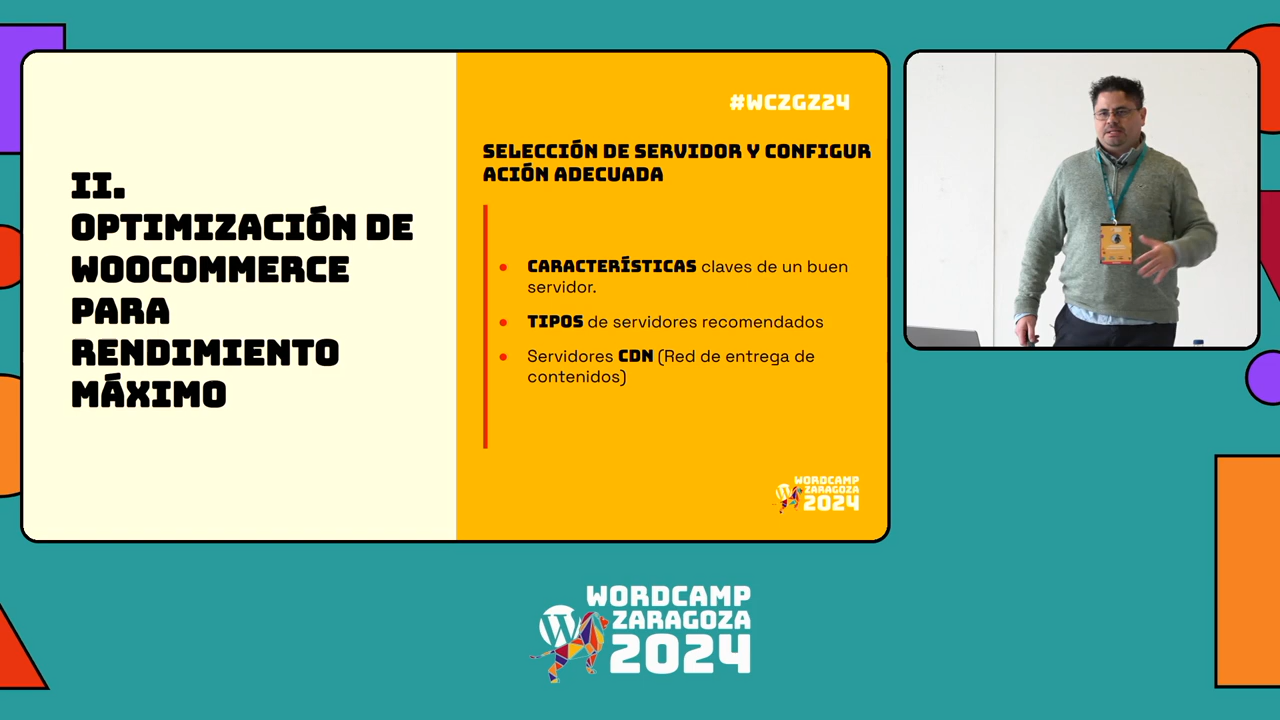 II.
OPTIMIZACIÓN DE
WOOCOMMERCE
PARA
RENDIMIENTO
MÁXIMO
#WCZGZ24
SELECCIÓN DE SERVIDOR Y CONFIGUR
ACIÓN ADECUADA
CARACTERÍSTICAS claves de un buen
servidor.
TIPOS de servidores recomendados
Servidores CDN (Red de entrega de
contenidos)
WORDCAMP
ZARAGOZA
2024
WORDCAMP
ZARAGOZA
2024